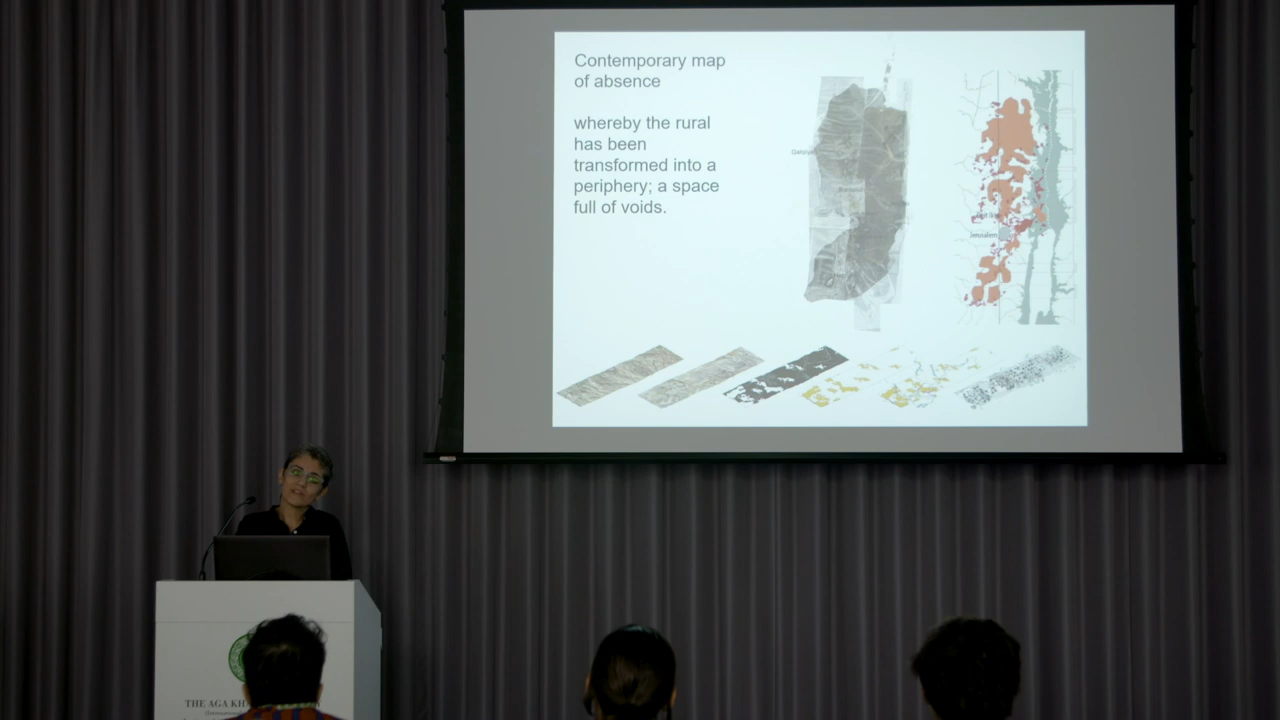 Contemporary map
of absence
whereby the rural
has been
transformed into a
periphery; a space
full of voids.
Jerusalem
THE AGA KH